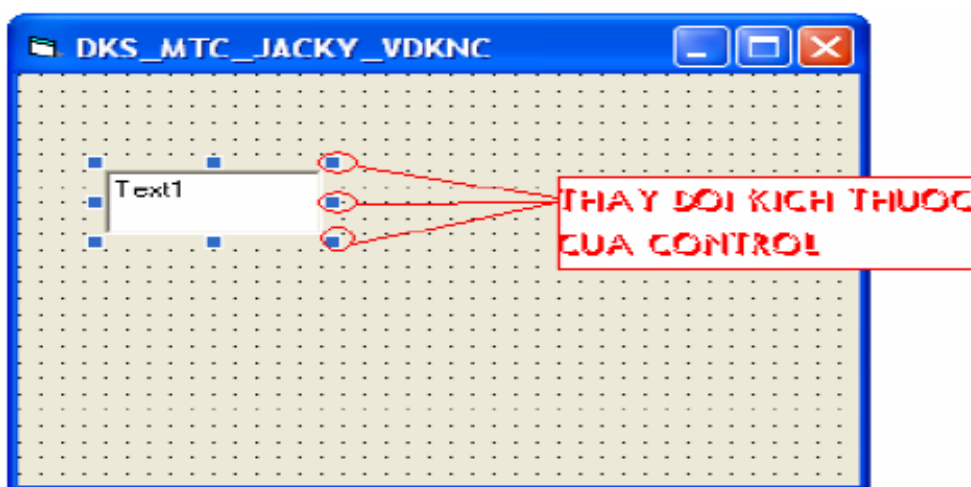 DKS_MTC_JACKY_VDKNC
Text1
THAY DOI KICH THUOC
CUA CONTROL